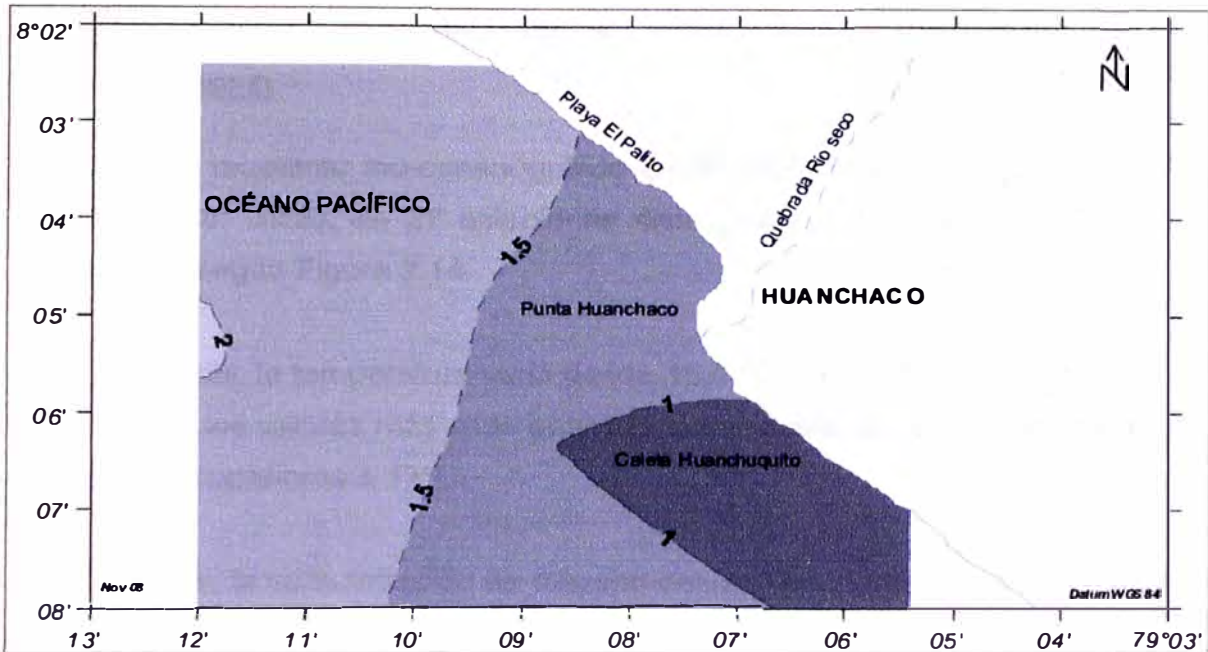 8°02'
03'
04'
05'
06'
07'
08'
13'
12'
11'
10'
09'
08'
07'
06'
05'
04'
79°03'
N
Playa El Palito
Quebrada Rio seco
OCÉANO PACÍFICO
1.5
HUANCHACO
Punta Huanchaco
2
1
Caleta Huanchuquito
1.5
1
Nov 08
Datum WGS 84